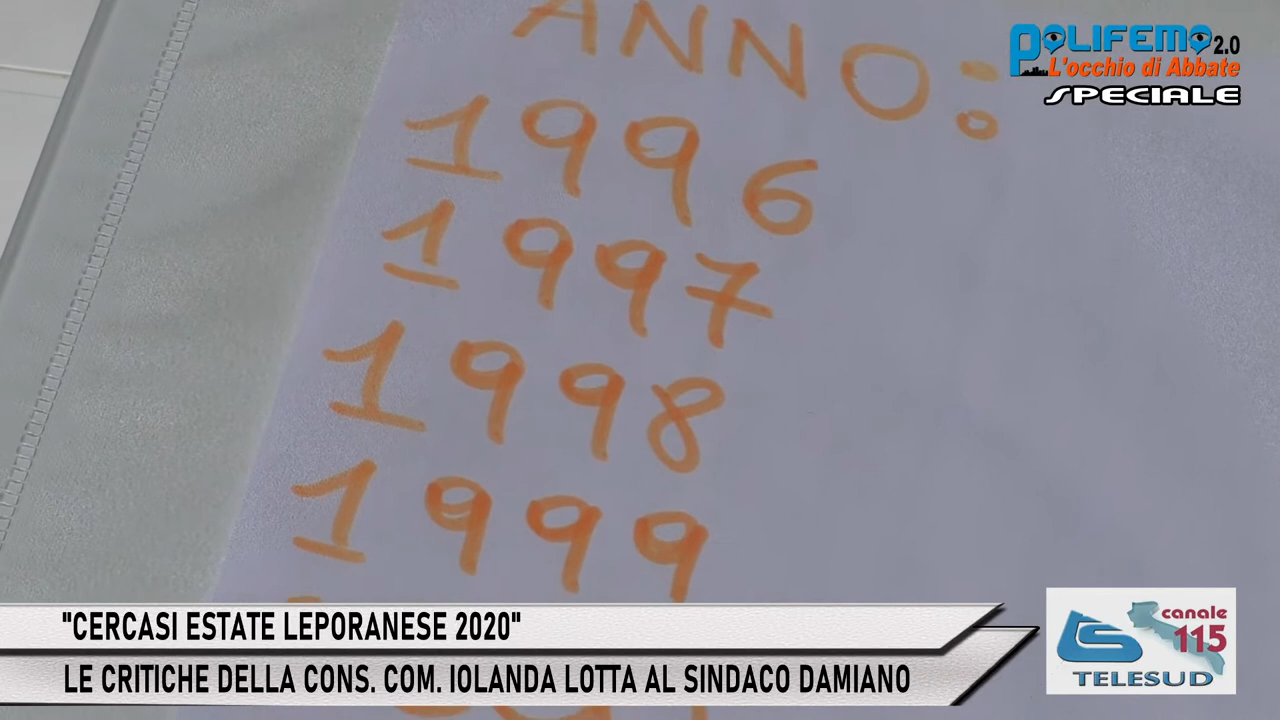 ANNO:
1996
1997
1998
1999
POLIFEMO 2.0
L'occhio di Abbate
SPECIALE
"CERCASI ESTATE LEPORANESE 2020"
LE CRITICHE DELLA CONS. COM. IOLANDA LOTTA AL SINDACO DAMIANO
canale
115
TELESUD